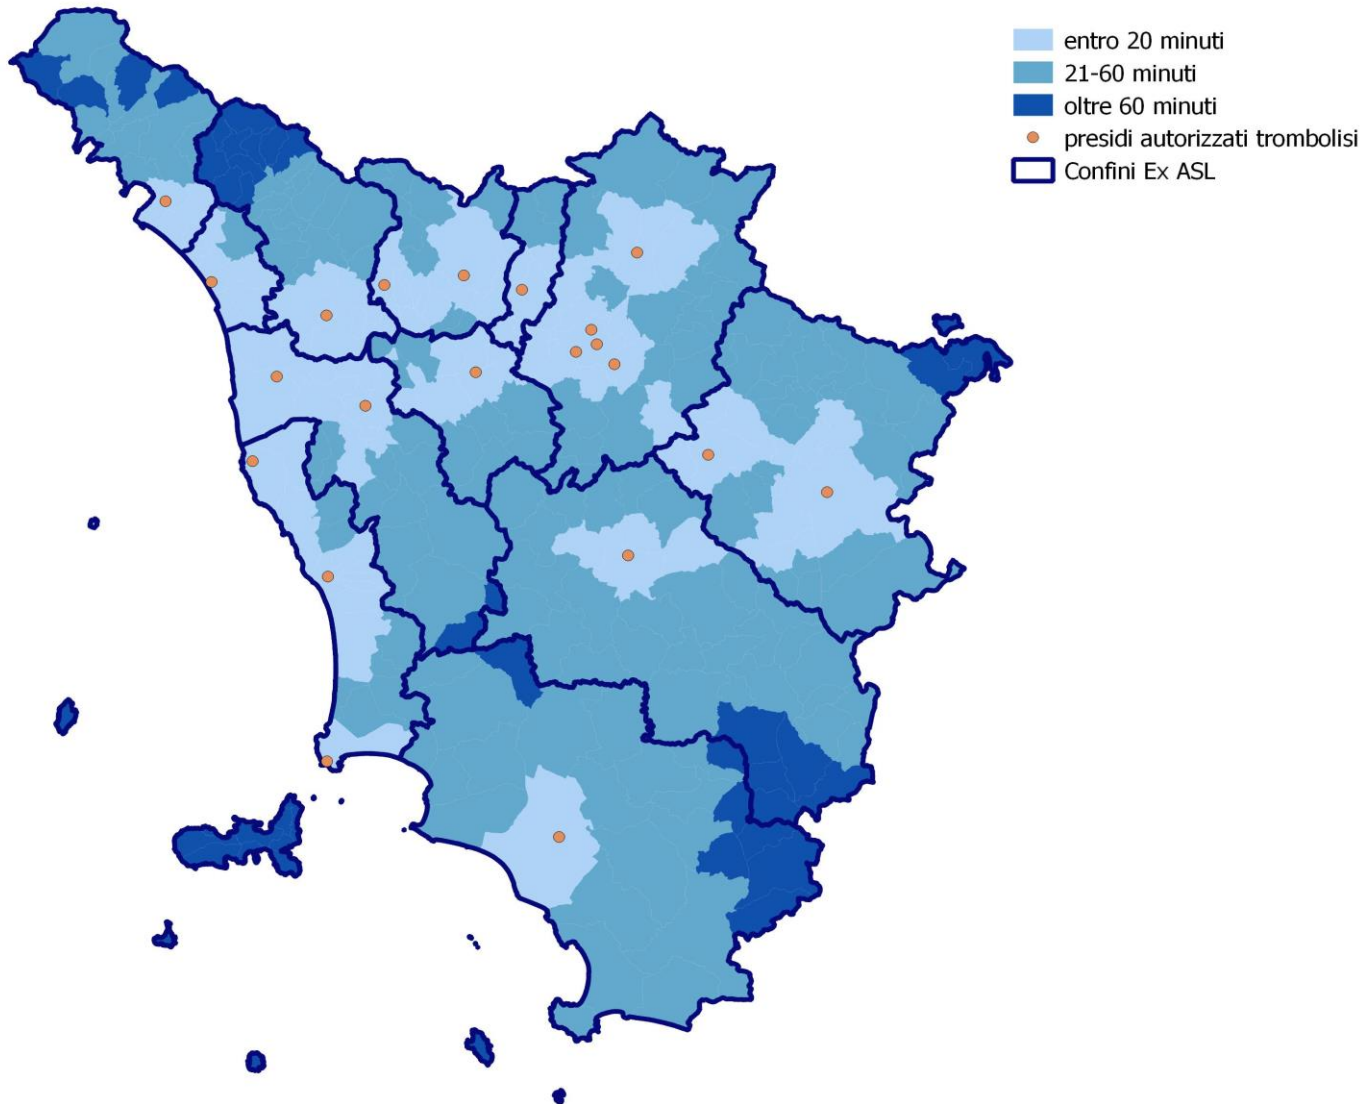 entro 20 minuti
21-60 minuti
oltre 60 minuti
presidi autorizzati trombolisi
Confini Ex ASL